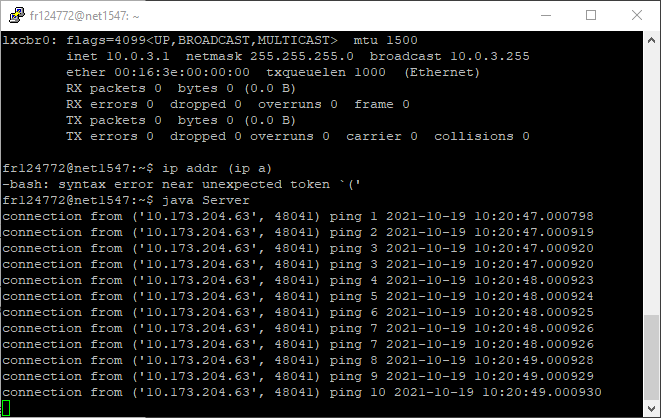 fr124772@net1547: ~
lxcbr0: flags=4099<UP,BROADCAST,MULTICAST>  mtu 1500
        inet 10.0.3.1  netmask 255.255.255.0  broadcast 10.0.3.255
        ether 00:16:3e:00:00:00  txqueuelen 1000  (Ethernet)
        RX packets 0  bytes 0 (0.0 B)
        RX errors 0  dropped 0  overruns 0  frame 0
        TX packets 0  bytes 0 (0.0 B)
        TX errors 0  dropped 0 overruns 0  carrier 0  collisions 0
fr124772@net1547:~$ ip addr (ip a)
-bash: syntax error near unexpected token `('
fr124772@net1547:~$ java Server
connection from ('10.173.204.63', 48041) ping 1 2021-10-19 10:20:47.000798
connection from ('10.173.204.63', 48041) ping 2 2021-10-19 10:20:47.000919
connection from ('10.173.204.63', 48041) ping 3 2021-10-19 10:20:47.000920
connection from ('10.173.204.63', 48041) ping 3 2021-10-19 10:20:47.000920
connection from ('10.173.204.63', 48041) ping 4 2021-10-19 10:20:48.000923
connection from ('10.173.204.63', 48041) ping 5 2021-10-19 10:20:48.000924
connection from ('10.173.204.63', 48041) ping 6 2021-10-19 10:20:48.000925
connection from ('10.173.204.63', 48041) ping 7 2021-10-19 10:20:48.000926
connection from ('10.173.204.63', 48041) ping 7 2021-10-19 10:20:48.000926
connection from ('10.173.204.63', 48041) ping 8 2021-10-19 10:20:49.000928
connection from ('10.173.204.63', 48041) ping 9 2021-10-19 10:20:49.000929
connection from ('10.173.204.63', 48041) ping 10 2021-10-19 10:20:49.000930